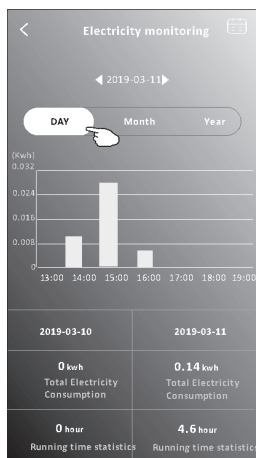 Electricity monitoring
2019-03-11
DAY Month Year
(Kwh)
0.032
0.024
0.016
0.008
0
13:00 14:00 15:00 16:00 17:00 18:00 19:00
2019-03-10 2019-03-11
0 kwh 0.14 kwh
Total Electricity Total Electricity
Consumption Consumption
0 hour 4.6 hour
Running time statistics Running time statistics